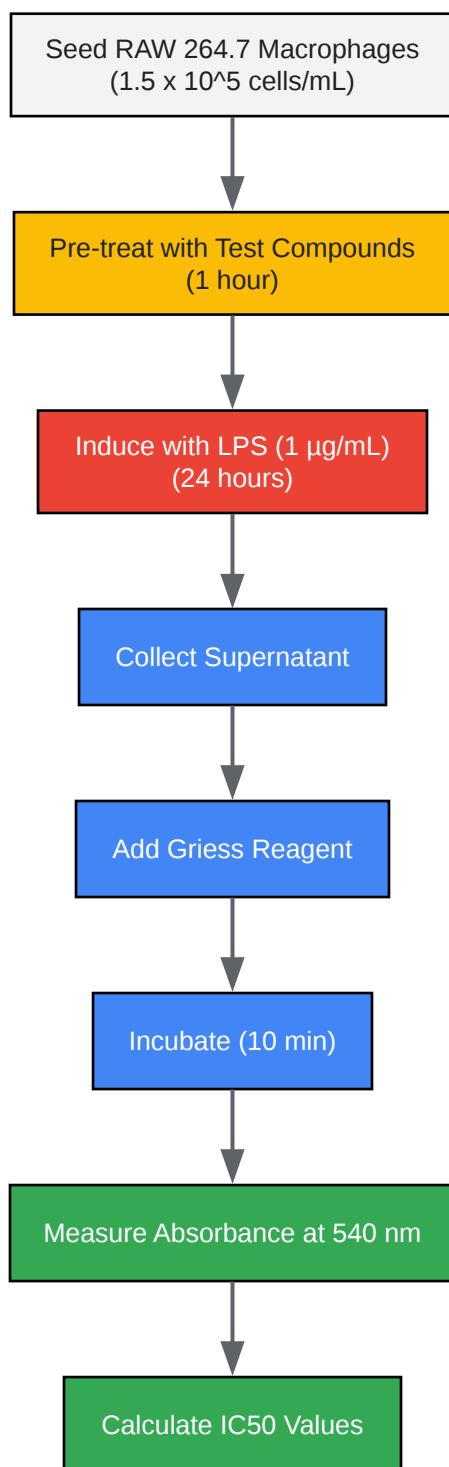 Seed RAW 264.7 Macrophages
(1.5 x 10^5 cells/mL)
Pre-treat with Test Compounds
(1 hour)
Induce with LPS (1 µg/mL)
(24 hours)
Collect Supernatant
Add Griess Reagent
Incubate (10 min)
Measure Absorbance at 540 nm
Calculate IC50 Values